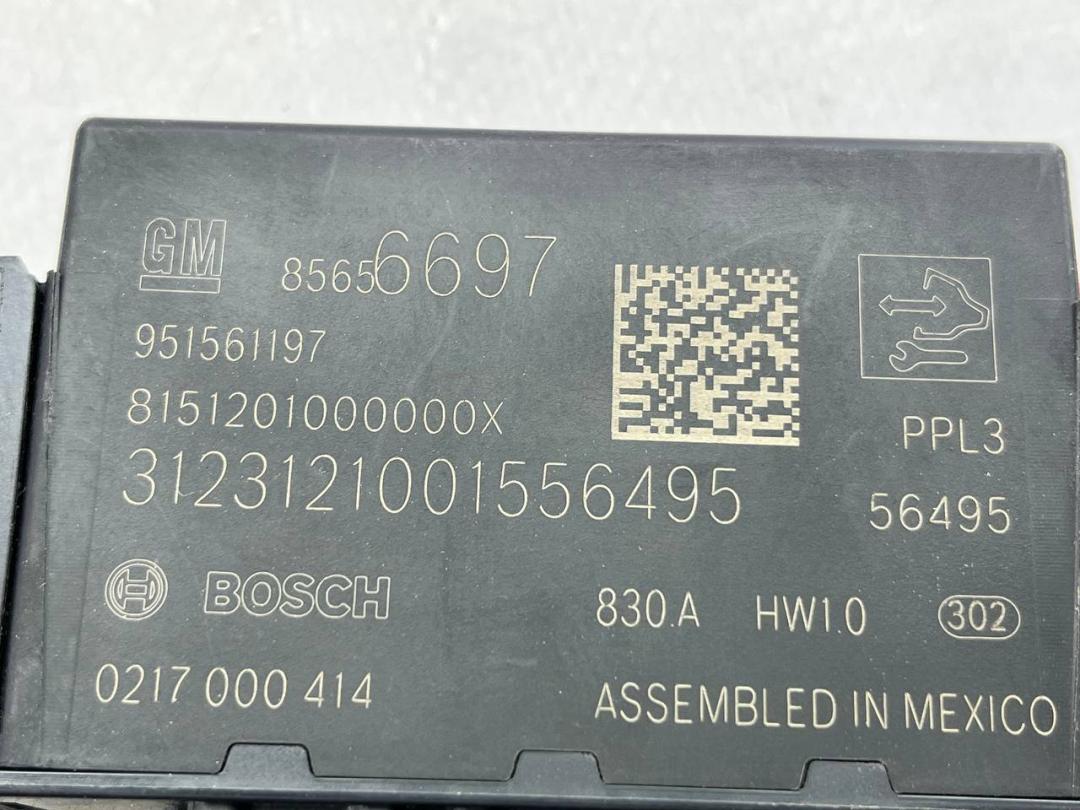 GM 85656697
951561197
8151201000000X
PPL3
3123121001556495
56495
BOSCH
830.A HW1.0 302
0217 000 414
ASSEMBLED IN MEXICO